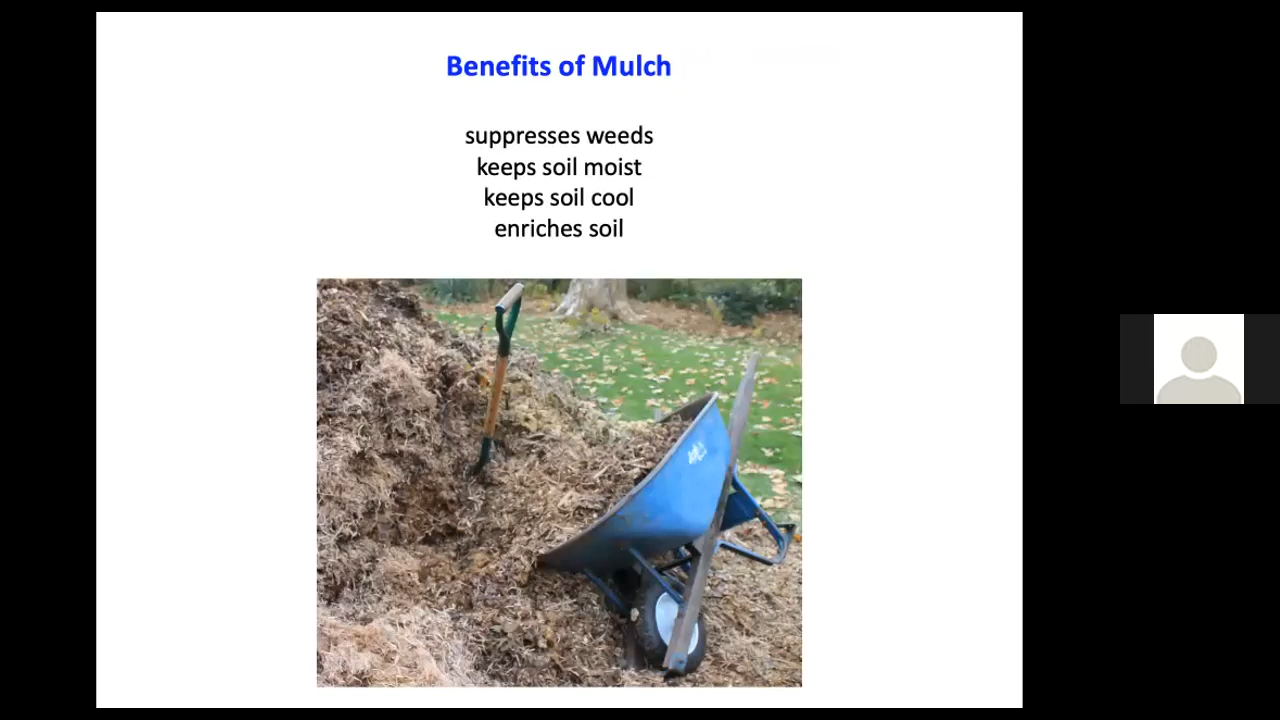 Benefits of Mulch
suppresses weeds
keeps soil moist
keeps soil cool
enriches soil